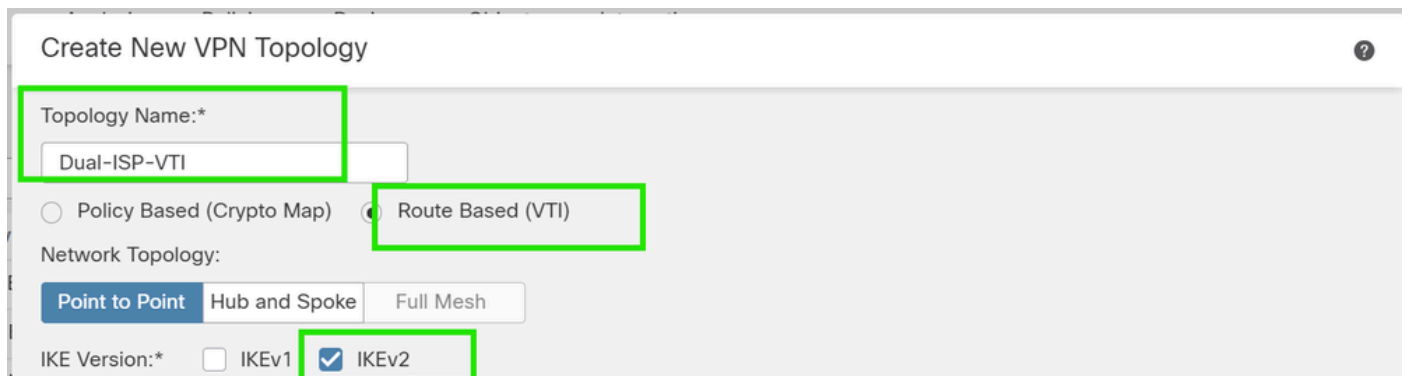 Create New VPN Topology
?
Topology Name:*
Dual-ISP-VTI
Policy Based (Crypto Map) Route Based (VTI)
Network Topology:
Point to Point Hub and Spoke Full Mesh
IKE Version:* IKEv1 IKEv2